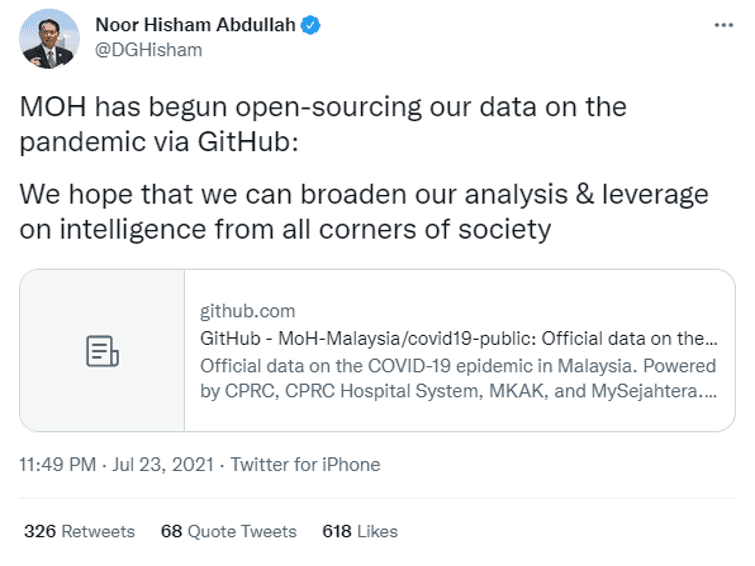 Noor Hisham Abdullah
@DGHisham
MOH has begun open-sourcing our data on the
pandemic via GitHub:
We hope that we can broaden our analysis & leverage
on intelligence from all corners of society
github.com
GitHub - MoH-Malaysia/covid19-public: Official data on the...
Official data on the COVID-19 epidemic in Malaysia. Powered
by CPRC, CPRC Hospital System, MKAK, and MySejahtera....
11:49 PM · Jul 23, 2021 · Twitter for iPhone
326 Retweets 68 Quote Tweets 618 Likes